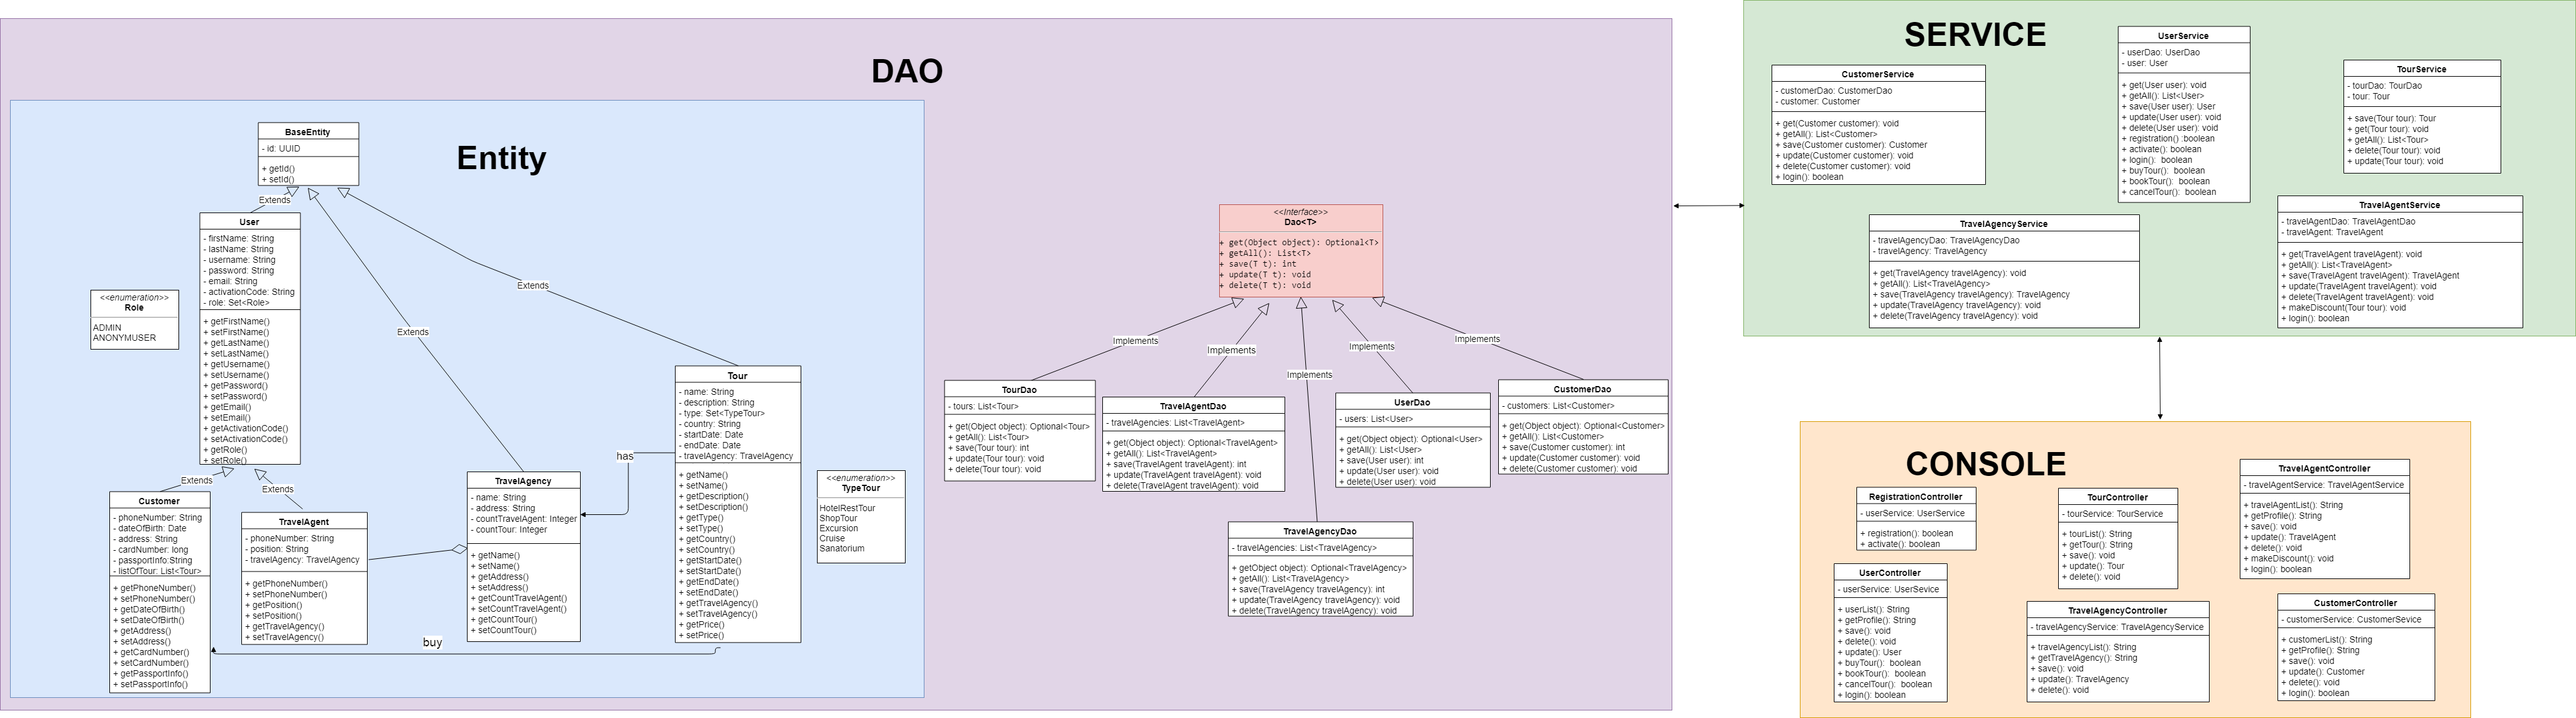 DAO
Entity
BaseEntity
- id: UUID
+ getId()
+ setId()
Extends
User
- firstName: String
- lastName: String
- username: String
- password: String
- email: String
- activationCode: String
- role: Set<Role>
+ getFirstName()
+ setFirstName()
+ getLastName()
+ setLastName()
+ getUsername()
+ setUsername()
+ getPassword()
+ setPassword()
+ getEmail()
+ setEmail()
+ getActivationCode()
+ setActivationCode()
+ getRole()
+ setRole()
<<enumeration>>
Role
ADMIN
ANONYMUSER
Extends
Extends
Extends
Extends
Customer
- phoneNumber: String
- dateOfBirth: Date
- address: String
- cardNumber: long
- passportInfo:String
- listOfTour: List<Tour>
+ getPhoneNumber()
+ setPhoneNumber()
+ getDateOfBirth()
+ setDateOfBirth()
+ getAddress()
+ setAddress()
+ getCardNumber()
+ setCardNumber()
+ getPassportInfo()
+ setPassportInfo()
TravelAgent
- phoneNumber: String
- position: String
- travelAgency: TravelAgency
+ getPhoneNumber()
+ setPhoneNumber()
+ getPosition()
+ setPosition()
+ getTravelAgency()
+ setTravelAgency()
TravelAgency
- name: String
- address: String
- countTravelAgent: Integer
- countTour: Integer
+ getName()
+ setName()
+ getAddress()
+ setAddress()
+ getCountTravelAgent()
+ setCountTravelAgent()
+ getCountTour()
+ setCountTour()
has
buy
Tour
- name: String
- description: String
- type: Set<TypeTour>
- country: String
- startDate: Date
- endDate: Date
- travelAgency: TravelAgency
+ getName()
+ setName()
+ getDescription()
+ setDescription()
+ getType()
+ setType()
+ getCountry()
+ setCountry()
+ getStartDate()
+ setStartDate()
+ getEndDate()
+ setEndDate()
+ getTravelAgency()
+ setTravelAgency()
+ getPrice()
+ setPrice()
<<enumeration>>
TypeTour
HotelRestTour
ShopTour
Excursion
Cruise
Sanatorium
<<Interface>>
Dao<T>
+ get(Object object): Optional<T>
+ getAll(): List<T>
+ save(T t): int
+ update(T t): void
+ delete(T t): void
Implements
Implements
Implements
Implements
Implements
TourDao
- tours: List<Tour>
+ get(Object object): Optional<Tour>
+ getAll(): List<Tour>
+ save(Tour tour): int
+ update(Tour tour): void
+ delete(Tour tour): void
TravelAgentDao
- travelAgencies: List<TravelAgent>
+ get(Object object): Optional<TravelAgent>
+ getAll(): List<TravelAgent>
+ save(TravelAgent travelAgent): int
+ update(TravelAgent travelAgent): void
+ delete(TravelAgent travelAgent): void
UserDao
- users: List<User>
+ get(Object object): Optional<User>
+ getAll(): List<User>
+ save(User user): int
+ update(User user): void
+ delete(User user): void
CustomerDao
- customers: List<Customer>
+ get(Object object): Optional<Customer>
+ getAll(): List<Customer>
+ save(Customer customer): int
+ update(Customer customer): void
+ delete(Customer customer): void
TravelAgencyDao
- travelAgencies: List<TravelAgency>
+ getObject object): Optional<TravelAgency>
+ getAll(): List<TravelAgency>
+ save(TravelAgency travelAgency): int
+ update(TravelAgency travelAgency): void
+ delete(TravelAgency travelAgency): void
SERVICE
CustomerService
- customerDao: CustomerDao
- customer: Customer
+ get(Customer customer): void
+ getAll(): List<Customer>
+ save(Customer customer): Customer
+ update(Customer customer): void
+ delete(Customer customer): void
+ login(): boolean
UserService
- userDao: UserDao
- user: User
+ get(User user): void
+ getAll(): List<User>
+ save(User user): User
+ update(User user): void
+ delete(User user): void
+ registration() :boolean
+ activate(): boolean
+ login(): boolean
+ buyTour(): boolean
+ bookTour(): boolean
+ cancelTour(): boolean
TourService
- tourDao: TourDao
- tour: Tour
+ save(Tour tour): Tour
+ get(Tour tour): void
+ getAll(): List<Tour>
+ delete(Tour tour): void
+ update(Tour tour): void
TravelAgencyService
- travelAgencyDao: TravelAgencyDao
- travelAgency: TravelAgency
+ get(TravelAgency travelAgency): void
+ getAll(): List<TravelAgency>
+ save(TravelAgency travelAgency): TravelAgency
+ update(TravelAgency travelAgency): void
+ delete(TravelAgency travelAgency): void
TravelAgentService
- travelAgentDao: TravelAgentDao
- travelAgent: TravelAgent
+ get(TravelAgent travelAgent): void
+ getAll(): List<TravelAgent>
+ save(TravelAgent travelAgent): TravelAgent
+ update(TravelAgent travelAgent): void
+ delete(TravelAgent travelAgent): void
+ makeDiscount(Tour tour): void
+ login(): boolean
CONSOLE
RegistrationController
- userService: UserService
+ registration(): boolean
+ activate(): boolean
TourController
- tourService: TourService
+ tourList(): String
+ getTour(): String
+ save(): void
+ update(): Tour
+ delete(): void
TravelAgentController
- travelAgentService: TravelAgentService
+ travelAgentList(): String
+ getProfile(): String
+ save(): void
+ update(): TravelAgent
+ delete(): void
+ makeDiscount(): void
+ login(): boolean
UserController
- userService: UserSevice
+ userList(): String
+ getProfile(): String
+ save(): void
+ delete(): void
+ update(): User
+ buyTour(): boolean
+ bookTour(): boolean
+ cancelTour(): boolean
+ login(): boolean
TravelAgencyController
- travelAgencyService: TravelAgencyService
+ travelAgencyList(): String
+ getTravelAgency(): String
+ save(): void
+ update(): TravelAgency
+ delete(): void
CustomerController
- customerService: CustomerSevice
+ customerList(): String
+ getProfile(): String
+ save(): void
+ update(): Customer
+ delete(): void
+ login(): boolean